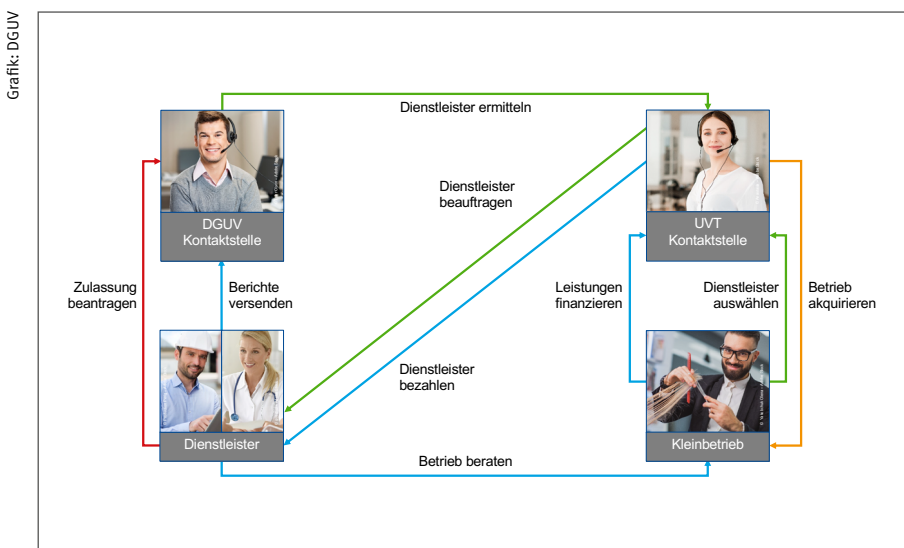 Grafik: DGUV
Dienstleister ermitteln
DGUV
Kontaktstelle
UVT
Kontaktstelle
Dienstleister
beauftragen
Zulassung
beantragen
Berichte
versenden
Leistungen
finanzieren
Dienstleister
auswählen
Betrieb
akquirieren
Dienstleister
bezahlen
Dienstleister
Kleinbetrieb
Betrieb beraten